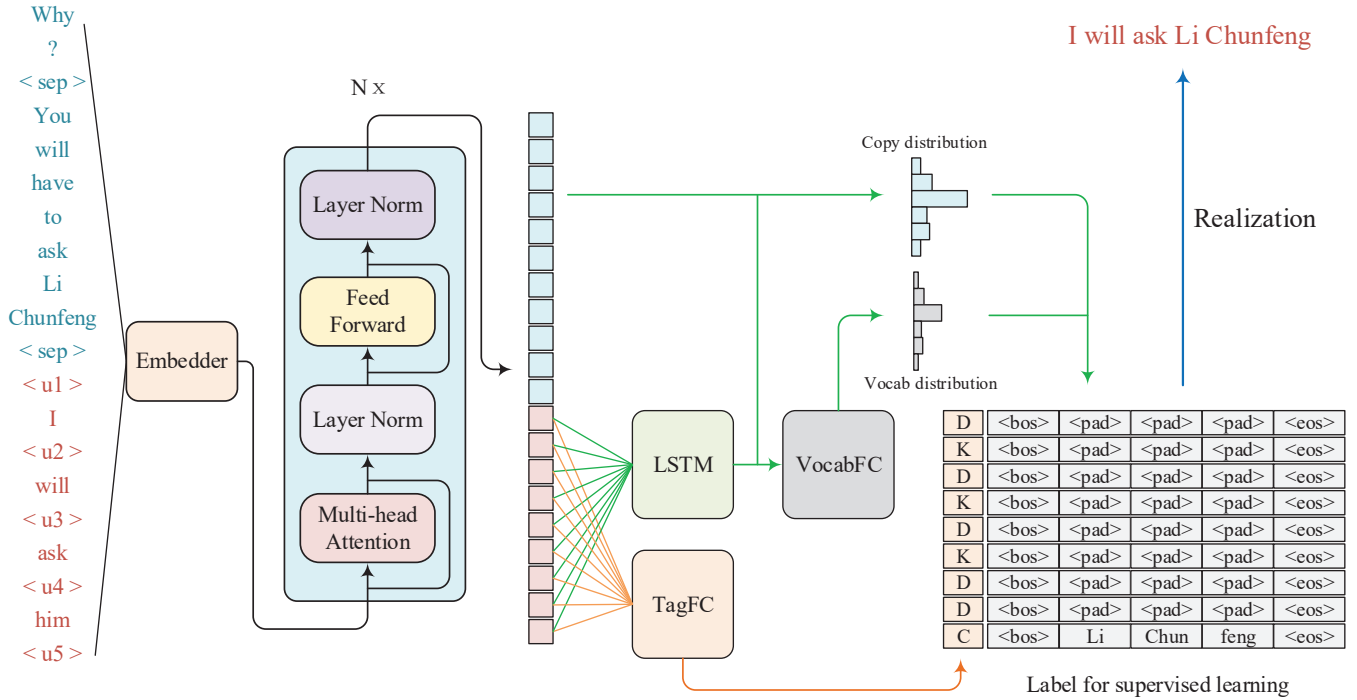 Why
?
< sep >
You
will
have
to
ask
Li
Chunfeng
< sep >
< u1 >
I
< u2 >
will
< u3 >
ask
< u4 >
him
< u5 >
Embedder
N x
Layer Norm
Feed
Forward
Layer Norm
Multi-head
Attention
LSTM
TagFC
VocabFC
Copy distribution
Vocab distribution
I will ask Li Chunfeng
Realization
D <bos> <pad> <pad> <pad> <eos>
K <bos> <pad> <pad> <pad> <eos>
D <bos> <pad> <pad> <pad> <eos>
K <bos> <pad> <pad> <pad> <eos>
D <bos> <pad> <pad> <pad> <eos>
K <bos> <pad> <pad> <pad> <eos>
D <bos> <pad> <pad> <pad> <eos>
D <bos> <pad> <pad> <pad> <eos>
C <bos> Li Chun feng <eos>
Label for supervised learning